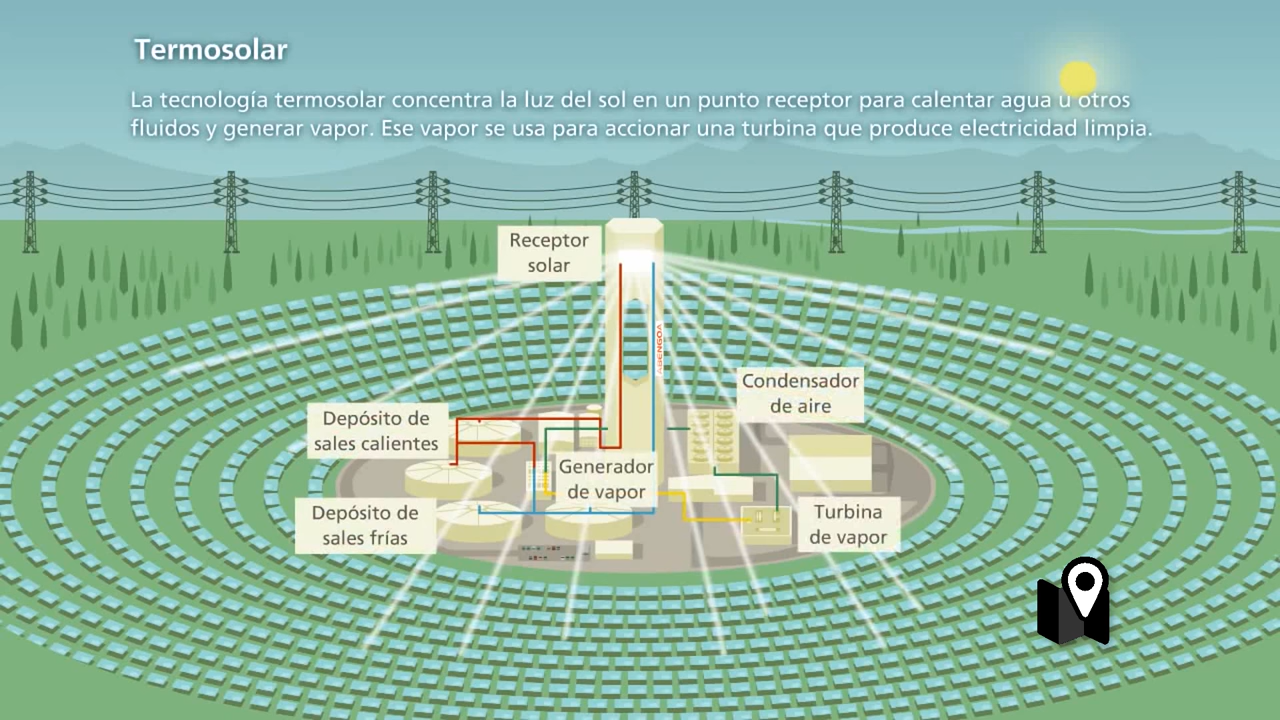 Termosolar
La tecnología termosolar concentra la luz del sol en un punto receptor para calentar agua u otros
fluidos y generar vapor. Ese vapor se usa para accionar una turbina que produce electricidad limpia.
Receptor
solar
ABENGOA
Condensador
de aire
Depósito de
sales calientes
Generador
de vapor
Depósito de
sales frías
Turbina
de vapor